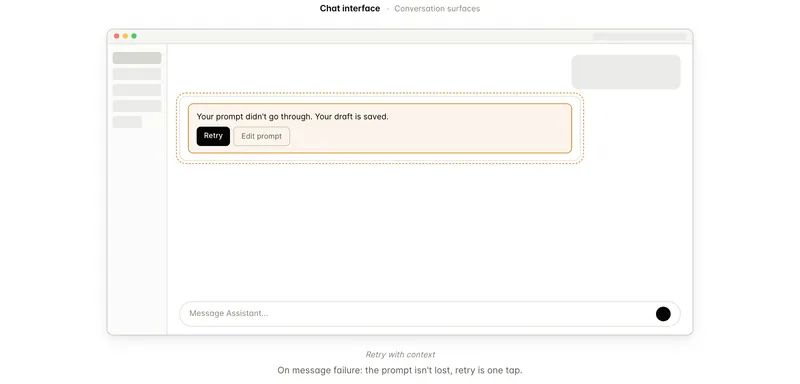 Chat interface · Conversation surfaces
Your prompt didn't go through. Your draft is saved.
Retry Edit prompt
Message Assistant...
Retry with context
On message failure: the prompt isn't lost, retry is one tap.